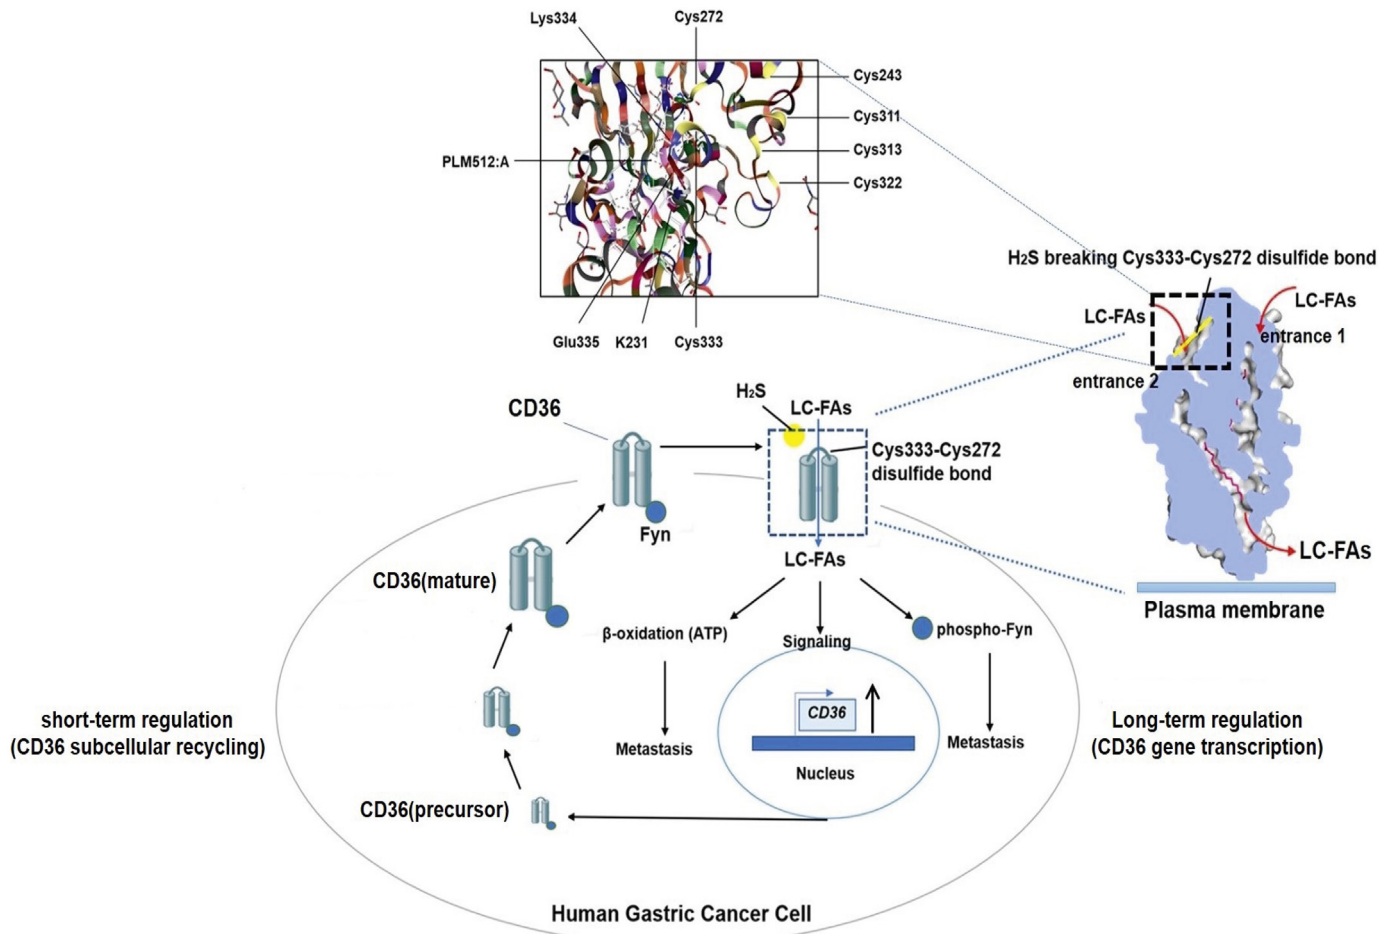 Lys334
Cys272
Cys243
Cys311
Cys313
PLM512:A
Cys322
Glu335
K231
Cys333
H₂S breaking Cys333-Cys272 disulfide bond
LC-FAs
LC-FAs
entrance 1
entrance 2
LC-FAs
Plasma membrane
CD36
H₂S
LC-FAs
Cys333-Cys272
disulfide bond
Fyn
LC-FAs
CD36(mature)
β-oxidation (ATP)
Signaling
phospho-Fyn
CD36
Metastasis
Metastasis
Nucleus
CD36(precursor)
short-term regulation
(CD36 subcellular recycling)
Long-term regulation
(CD36 gene transcription)
Human Gastric Cancer Cell